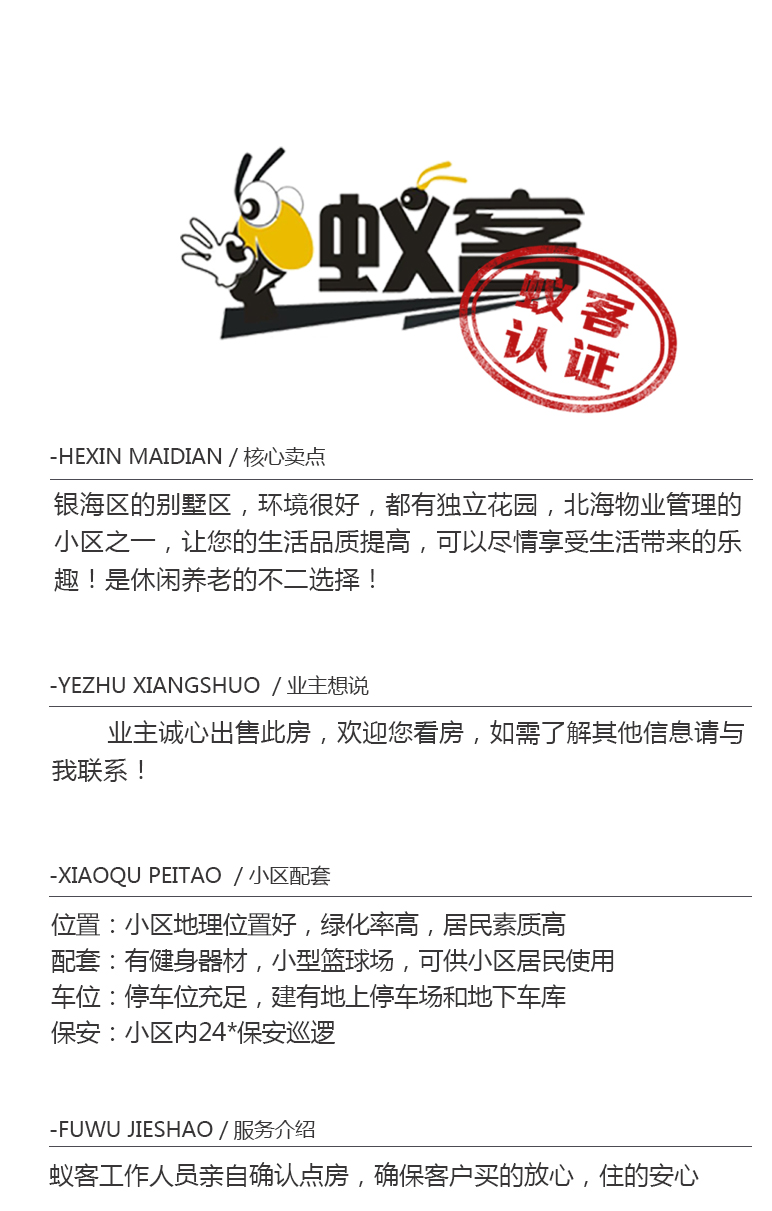 蚁客
蚁客
认证
-HEXIN MAIDIAN / 核心卖点
银海区的别墅区，环境很好，都有独立花园，北海物业管理的
小区之一，让您的生活品质提高，可以尽情享受生活带来的乐
趣！是休闲养老的不二选择！
-YEZHU XIANGSHUO / 业主想说
业主诚心出售此房，欢迎您看房，如需了解其他信息请与
我联系！
-XIAOQU PEITAO / 小区配套
位置：小区地理位置好，绿化率高，居民素质高
配套：有健身器材，小型篮球场，可供小区居民使用
车位：停车位充足，建有地上停车场和地下车库
保安：小区内24*保安巡逻
-FUWU JIESHAO / 服务介绍
蚁客工作人员亲自确认点房，确保客户买的放心，住的安心